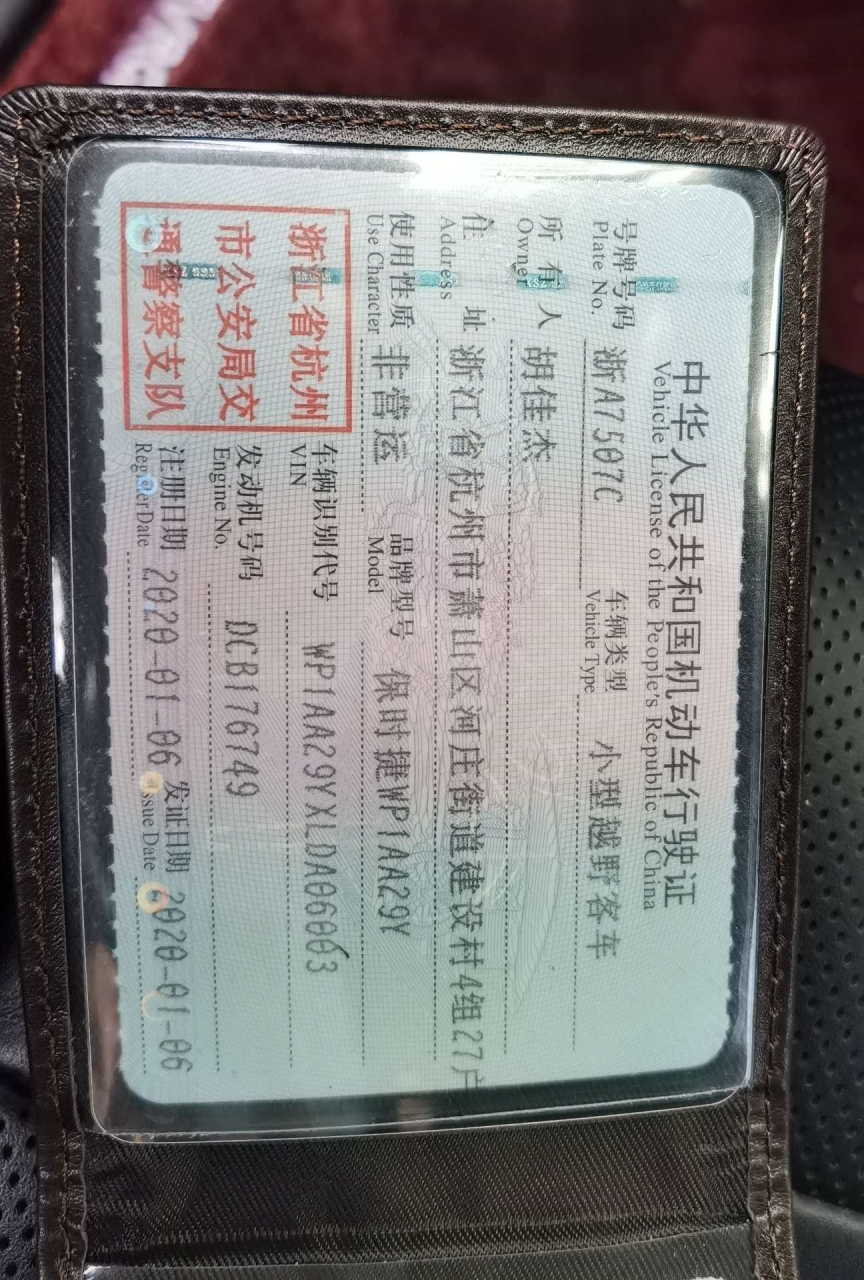 中华人民共和国机动车行驶证
Vehicle License of the People's Republic of China
号牌号码 浙A7507C 车辆类型 小型越野客车
Plate No. Vehicle Type
所有人 胡佳杰
Owner
住址 浙江省杭州市萧山区河庄街道建设村4组27户
Address
使用性质 非营运 品牌型号 保时捷WP1AA29Y
Use Character Model
浙江省杭州
市公安局交
通警察支队
车辆识别代号 WP1AA29YXLDA06003
VIN
发动机号码 DCB176749
Engine No.
注册日期 2020-01-06 发证日期 2020-01-06
Register Date Issue Date